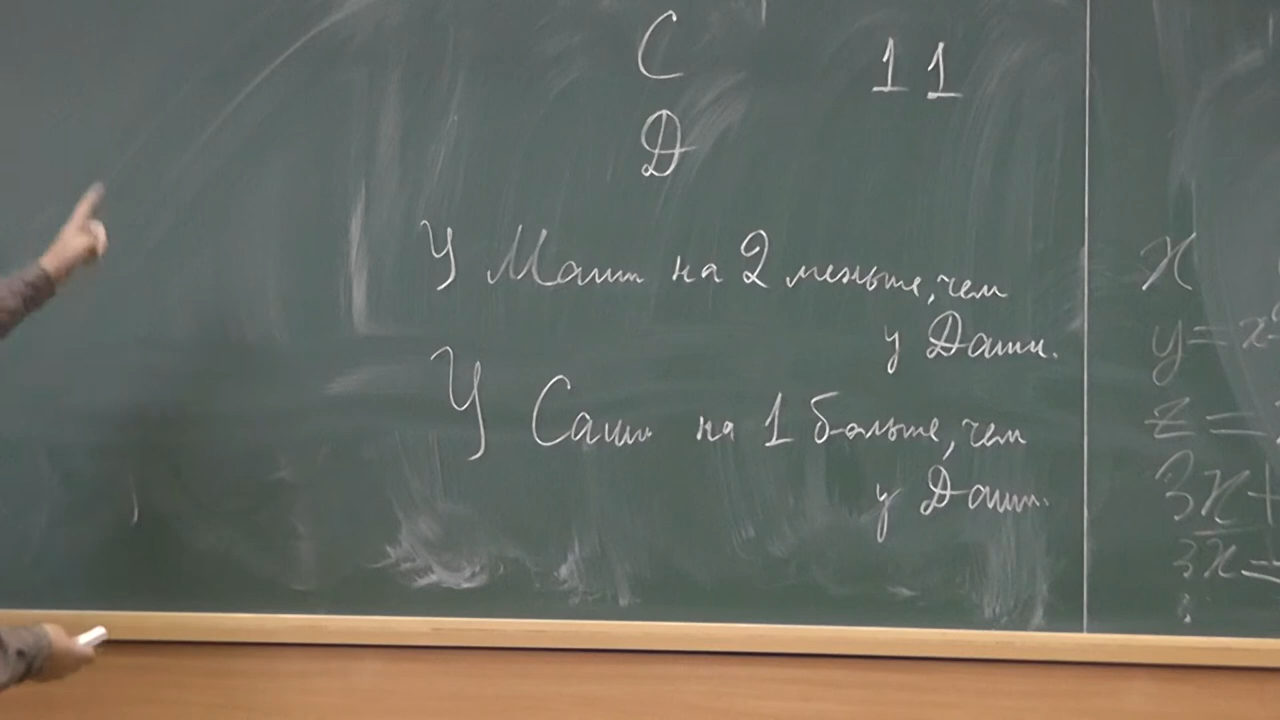 С 11
D
У Маши на 2 меньше, чем
у Даши.
У Саши на 1 больше, чем
у Даши.
x
y = x
z =
3x +
3x =